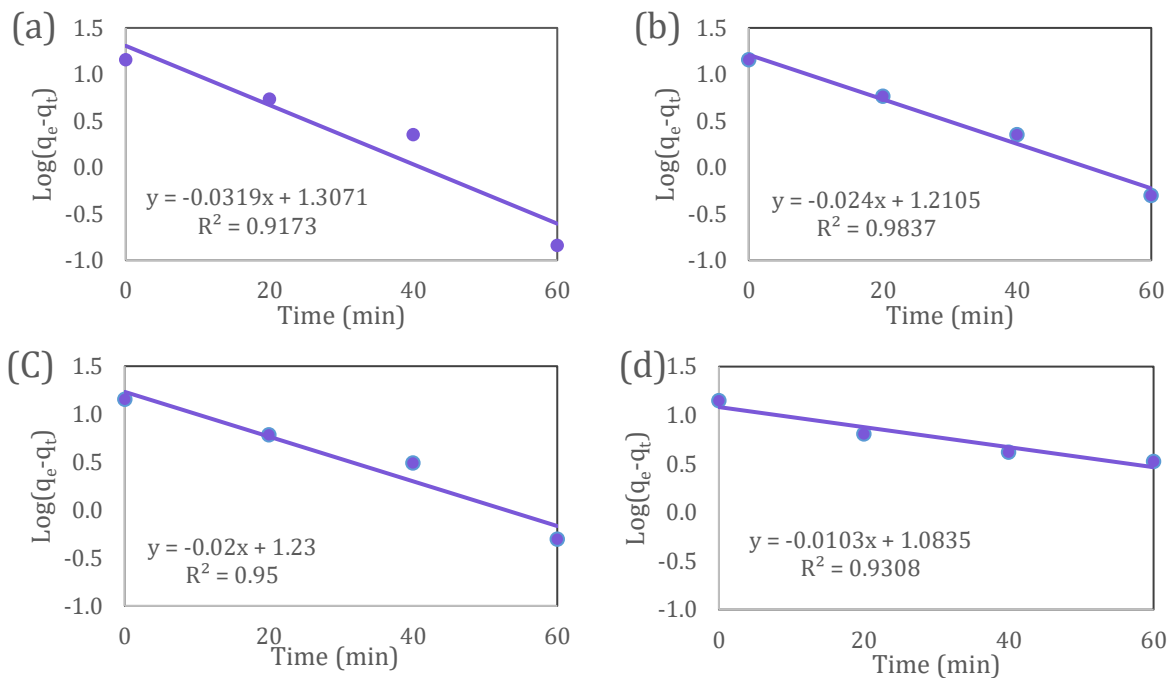 (a)
1.5
1.0
0.5
0.0
-0.5
-1.0
Log(qₑ-qₜ)
y = -0.0319x + 1.3071
R² = 0.9173
0 20 40 60
Time (min)
(b)
1.5
1.0
0.5
0.0
-0.5
-1.0
Log(qₑ-qₜ)
y = -0.024x + 1.2105
R² = 0.9837
0 20 40 60
Time (min)
(C)
1.5
1.0
0.5
0.0
-0.5
-1.0
Log(qₑ-qₜ)
y = -0.02x + 1.23
R² = 0.95
0 20 40 60
Time (min)
(d)
1.5
1.0
0.5
0.0
-0.5
-1.0
Log(qₑ-qₜ)
y = -0.0103x + 1.0835
R² = 0.9308
0 20 40 60
Time (min)